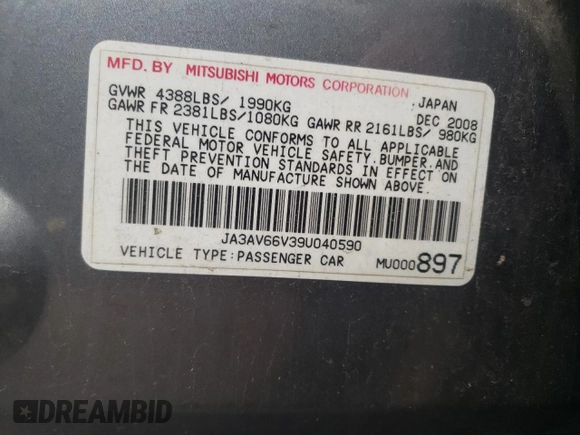 MFD. BY MITSUBISHI MOTORS CORPORATION
GVWR 4388LBS/ 1990KG JAPAN
GAWR FR 2381LBS/1080KG GAWR RR 2161LBS/ 980KG DEC 2008
THIS VEHICLE CONFORMS TO ALL APPLICABLE
FEDERAL MOTOR VEHICLE SAFETY,BUMPER,AND
THEFT PREVENTION STANDARDS IN EFFECT ON
THE DATE OF MANUFACTURE SHOWN ABOVE.
JA3AV66V39U040590
VEHICLE TYPE:PASSENGER CAR MU000897
DREAMBID